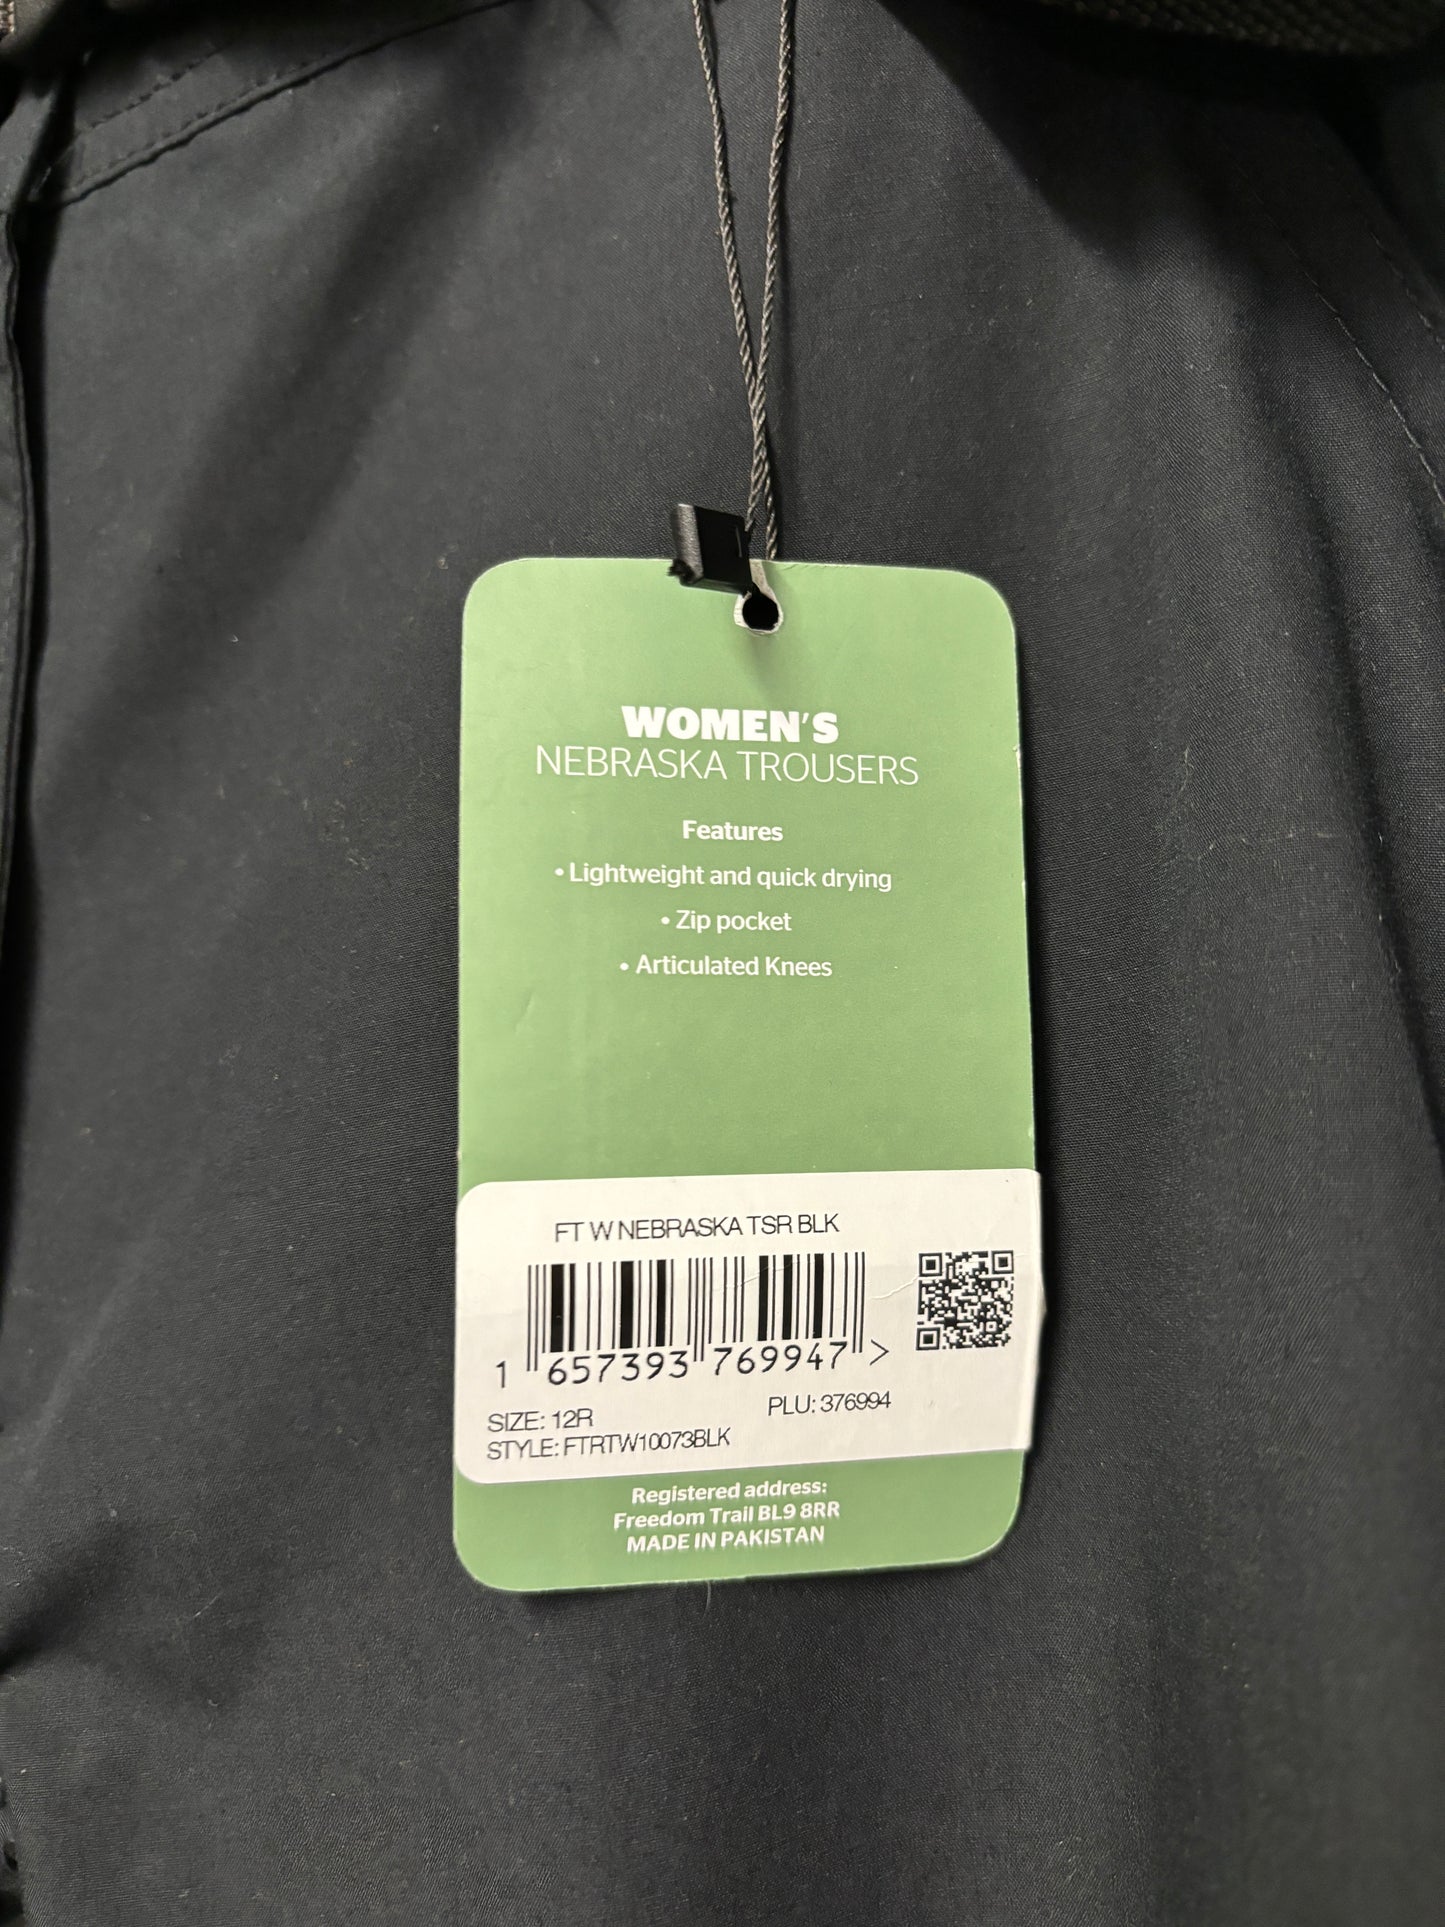 WOMEN'S
NEBRASKA TROUSERS
Features
• Lightweight and quick drying
• Zip pocket
• Articulated Knees
FT W NEBRASKA TSR BLK
1 657393 769947 >
PLU: 376994
SIZE: 12R
STYLE: FTRTW10073BLK
Registered address:
Freedom Trail BL9 8RR
MADE IN PAKISTAN